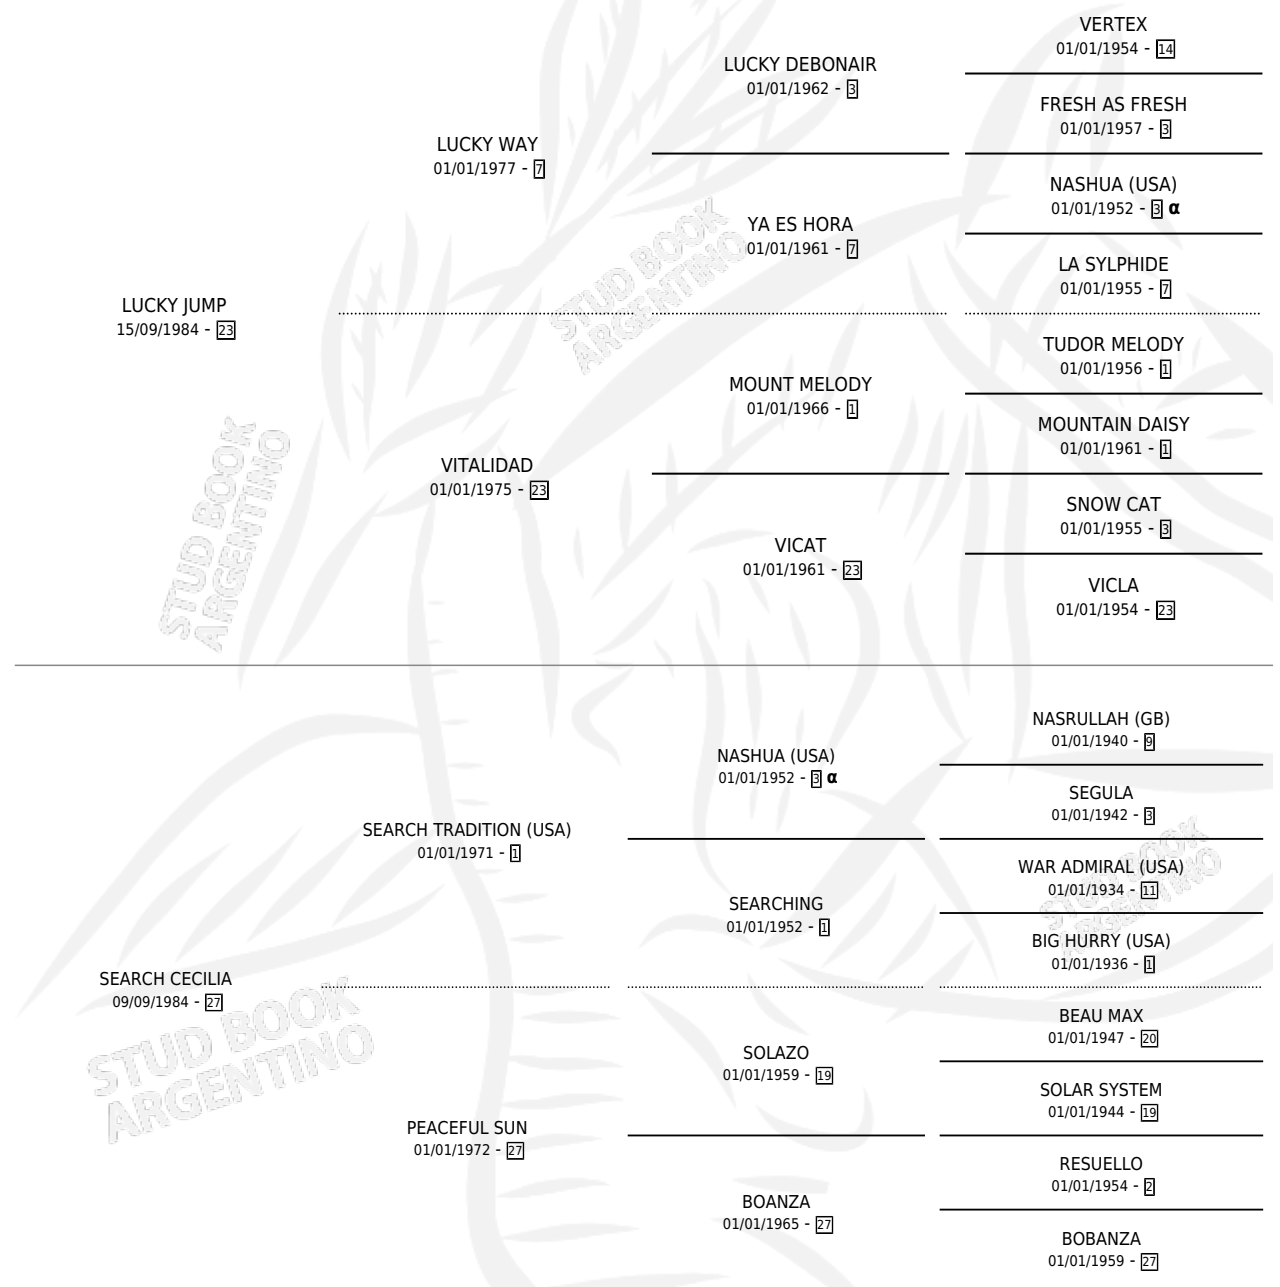 VERTEX
01/01/1954 - 14
LUCKY DEBONAIR
01/01/1962 - 3
FRESH AS FRESH
01/01/1957 - 3
LUCKY WAY
01/01/1977 - 7
NASHUA (USA)
01/01/1952 - 3 α
YA ES HORA
01/01/1961 - 7
LA SYLPHIDE
01/01/1955 - 7
LUCKY JUMP
15/09/1984 - 23
TUDOR MELODY
01/01/1956 - 1
MOUNT MELODY
01/01/1966 - 1
MOUNTAIN DAISY
01/01/1961 - 1
VITALIDAD
01/01/1975 - 23
SNOW CAT
01/01/1955 - 3
VICAT
01/01/1961 - 23
VICLA
01/01/1954 - 23
NASRULLAH (GB)
01/01/1940 - 9
NASHUA (USA)
01/01/1952 - 3 α
SEGULA
01/01/1942 - 3
SEARCH TRADITION (USA)
01/01/1971 - 1
WAR ADMIRAL (USA)
01/01/1934 - 11
SEARCHING
01/01/1952 - 1
BIG HURRY (USA)
01/01/1936 - 1
SEARCH CECILIA
09/09/1984 - 27
BEAU MAX
01/01/1947 - 20
SOLAZO
01/01/1959 - 19
SOLAR SYSTEM
01/01/1944 - 19
PEACEFUL SUN
01/01/1972 - 27
RESUELLO
01/01/1954 - 2
BOANZA
01/01/1965 - 27
BOBANZA
01/01/1959 - 27
STUD BOOK
ARGENTINO
STUD BOOK
ARGENTINO
STUD BOOK
ARGENTINO
STUD BOOK
ARGENTINO